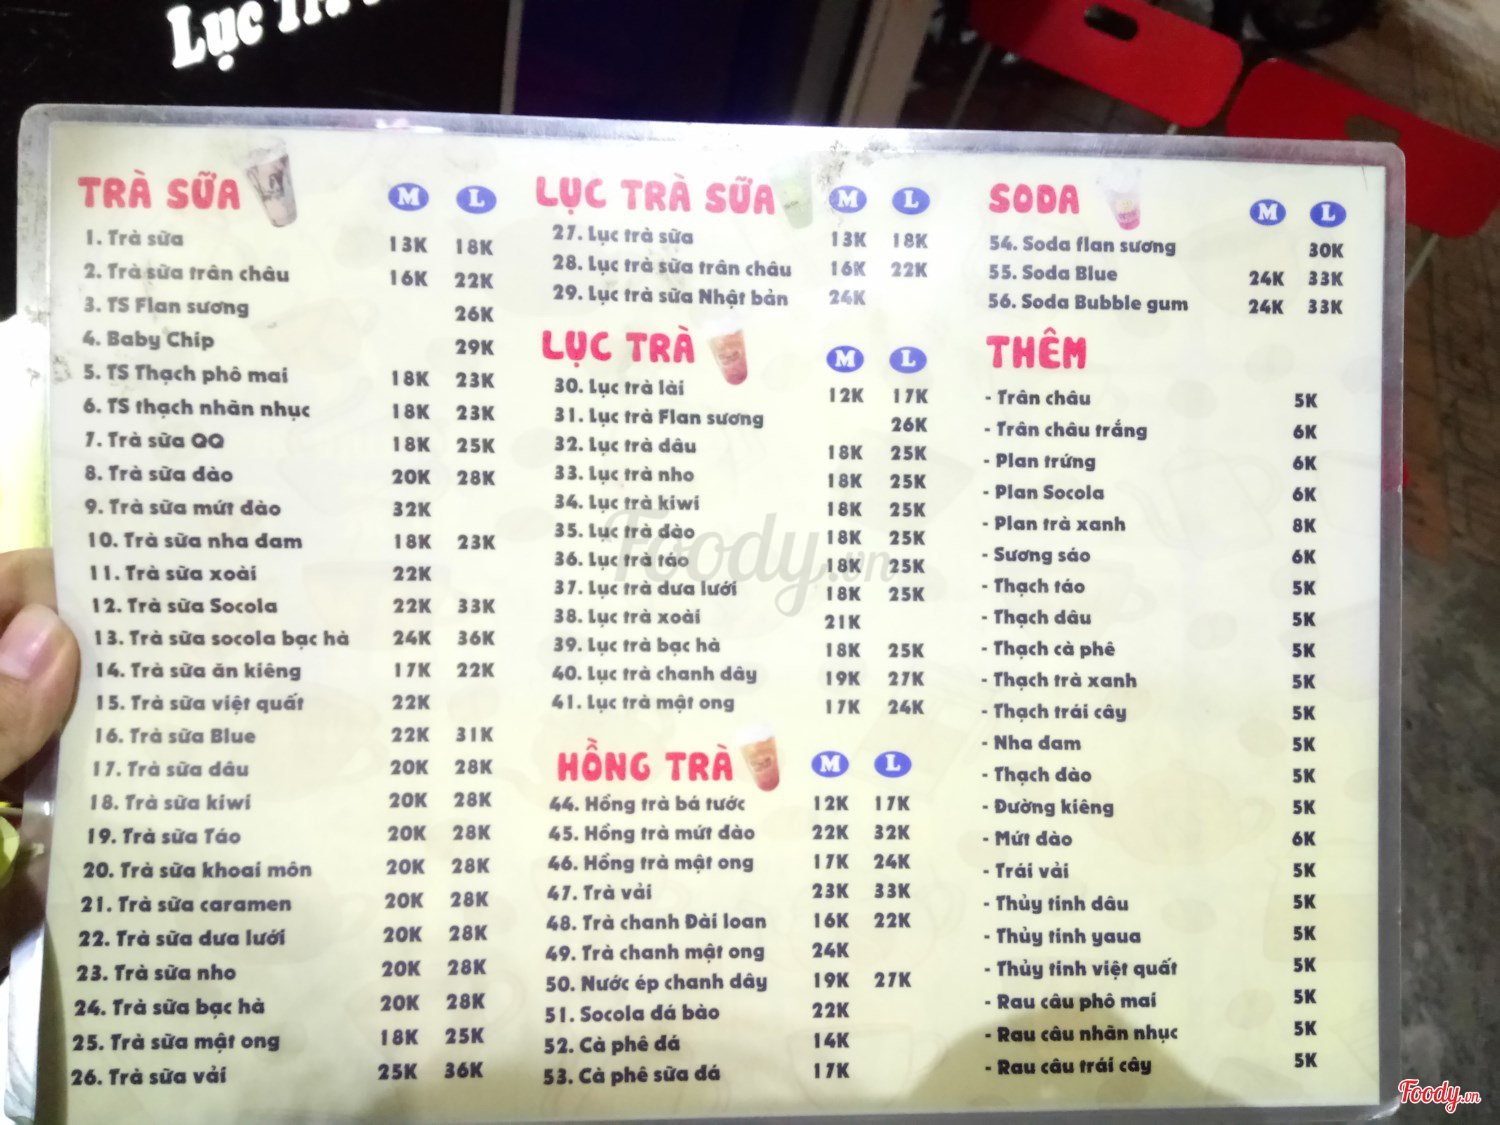 Lục Trà
TRÀ SỮA M L
1. Trà sữa 13K 18K
2. Trà sữa trân châu 16K 22K
3. TS Flan sương 26K
4. Baby Chip 29K
5. TS Thạch phô mai 18K 23K
6. TS thạch nhãn nhục 18K 23K
7. Trà sữa QQ 18K 25K
8. Trà sữa đào 20K 28K
9. Trà sữa mứt đào 32K
10. Trà sữa nha đam 18K 23K
11. Trà sữa xoài 22K
12. Trà sữa Socola 22K 33K
13. Trà sữa socola bạc hà 24K 36K
14. Trà sữa ăn kiêng 17K 22K
15. Trà sữa việt quất 22K
16. Trà sữa Blue 22K 31K
17. Trà sữa dâu 20K 28K
18. Trà sữa kiwi 20K 28K
19. Trà sữa Táo 20K 28K
20. Trà sữa khoai môn 20K 28K
21. Trà sữa caramen 20K 28K
22. Trà sữa dưa lưới 20K 28K
23. Trà sữa nho 20K 28K
24. Trà sữa bạc hà 20K 28K
25. Trà sữa mật ong 18K 25K
26. Trà sữa vải 25K 36K
LỤC TRÀ SỮA M L
27. Lục trà sữa 13K 18K
28. Lục trà sữa trân châu 16K 22K
29. Lục trà sữa Nhật bản 24K
LỤC TRÀ M L
30. Lục trà lài 12K 17K
31. Lục trà Flan sương 26K
32. Lục trà dâu 18K 25K
33. Lục trà nho 18K 25K
34. Lục trà kiwi 18K 25K
35. Lục trà đào 18K 25K
36. Lục trà táo 18K 25K
37. Lục trà dưa lưới 18K 25K
38. Lục trà xoài 21K
39. Lục trà bạc hà 18K 25K
40. Lục trà chanh dây 19K 27K
41. Lục trà mật ong 17K 24K
HỒNG TRÀ M L
44. Hồng trà bá tước 12K 17K
45. Hồng trà mứt đào 22K 32K
46. Hồng trà mật ong 17K 24K
47. Trà vải 23K 33K
48. Trà chanh Đài loan 16K 22K
49. Trà chanh mật ong 24K
50. Nước ép chanh dây 19K 27K
51. Socola đá bào 22K
52. Cà phê đá 14K
53. Cà phê sữa đá 17K
SODA M L
54. Soda flan sương 30K
55. Soda Blue 24K 33K
56. Soda Bubble gum 24K 33K
THÊM
- Trân châu 5K
- Trân châu trắng 6K
- Plan trứng 6K
- Plan Socola 6K
- Plan trà xanh 8K
- Sương sáo 6K
- Thạch táo 5K
- Thạch dâu 5K
- Thạch cà phê 5K
- Thạch trà xanh 5K
- Thạch trái cây 5K
- Nha đam 5K
- Thạch đào 5K
- Đường kiêng 5K
- Mứt đào 6K
- Trái vải 5K
- Thủy tinh dâu 5K
- Thủy tinh yaua 5K
- Thủy tinh việt quất 5K
- Rau câu phô mai 5K
- Rau câu nhãn nhục 5K
- Rau câu trái cây 5K
Foody.vn
Foody.vn